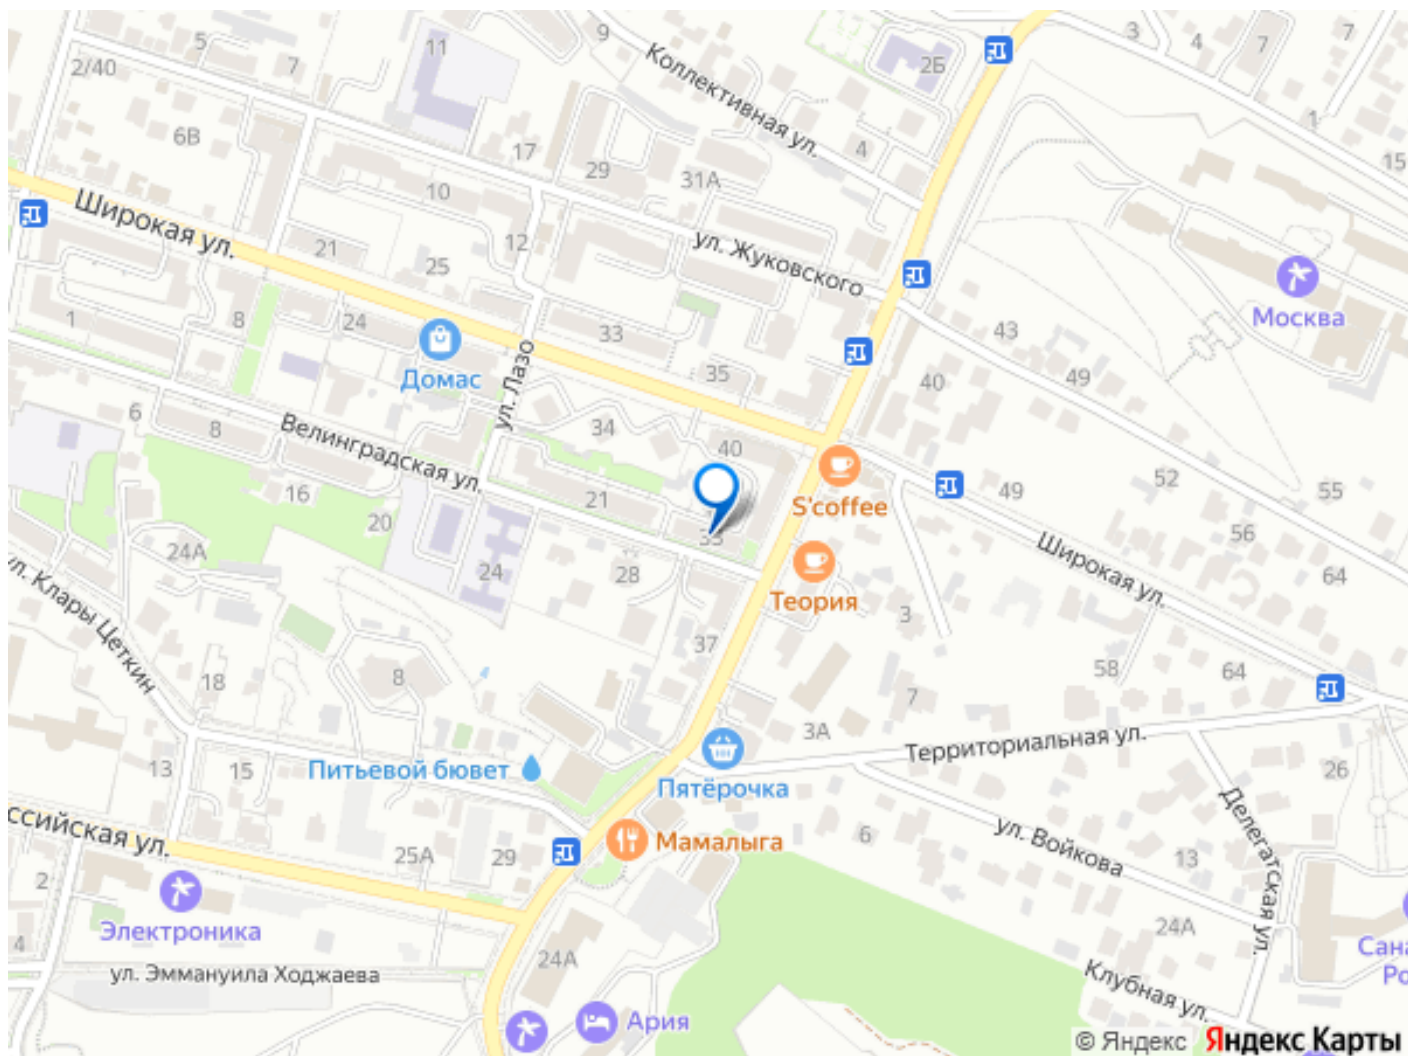 3
4
7
7
9
5
11
2Б
7
2/40
Коллективная ул.
1
6В
4
17
15
29
31А
10
Широкая ул.
12
21
25
ул. Жуковского
Москва
1
8
24
33
43
ул. Лазо
Домас
35
40
49
6
8
Велинградская ул.
34
40
52
16
21
S'coffee
49
55
20
33
56
24А
24
28
Теория
Широкая ул.
64
ул. Клары Цеткин
3
37
58
64
18
8
7
3А
Территориальная ул.
13
15
Питьевой бювет
Пятёрочка
26
ссийская ул.
Мамалыга
6
ул. Войкова
Делегатская ул.
25А
29
13
2
Электроника
24А
4
24А
Сана
Ро
ул. Эммануила Ходжаева
Клубная ул.
Ария
© Яндекс Яндекс Карты